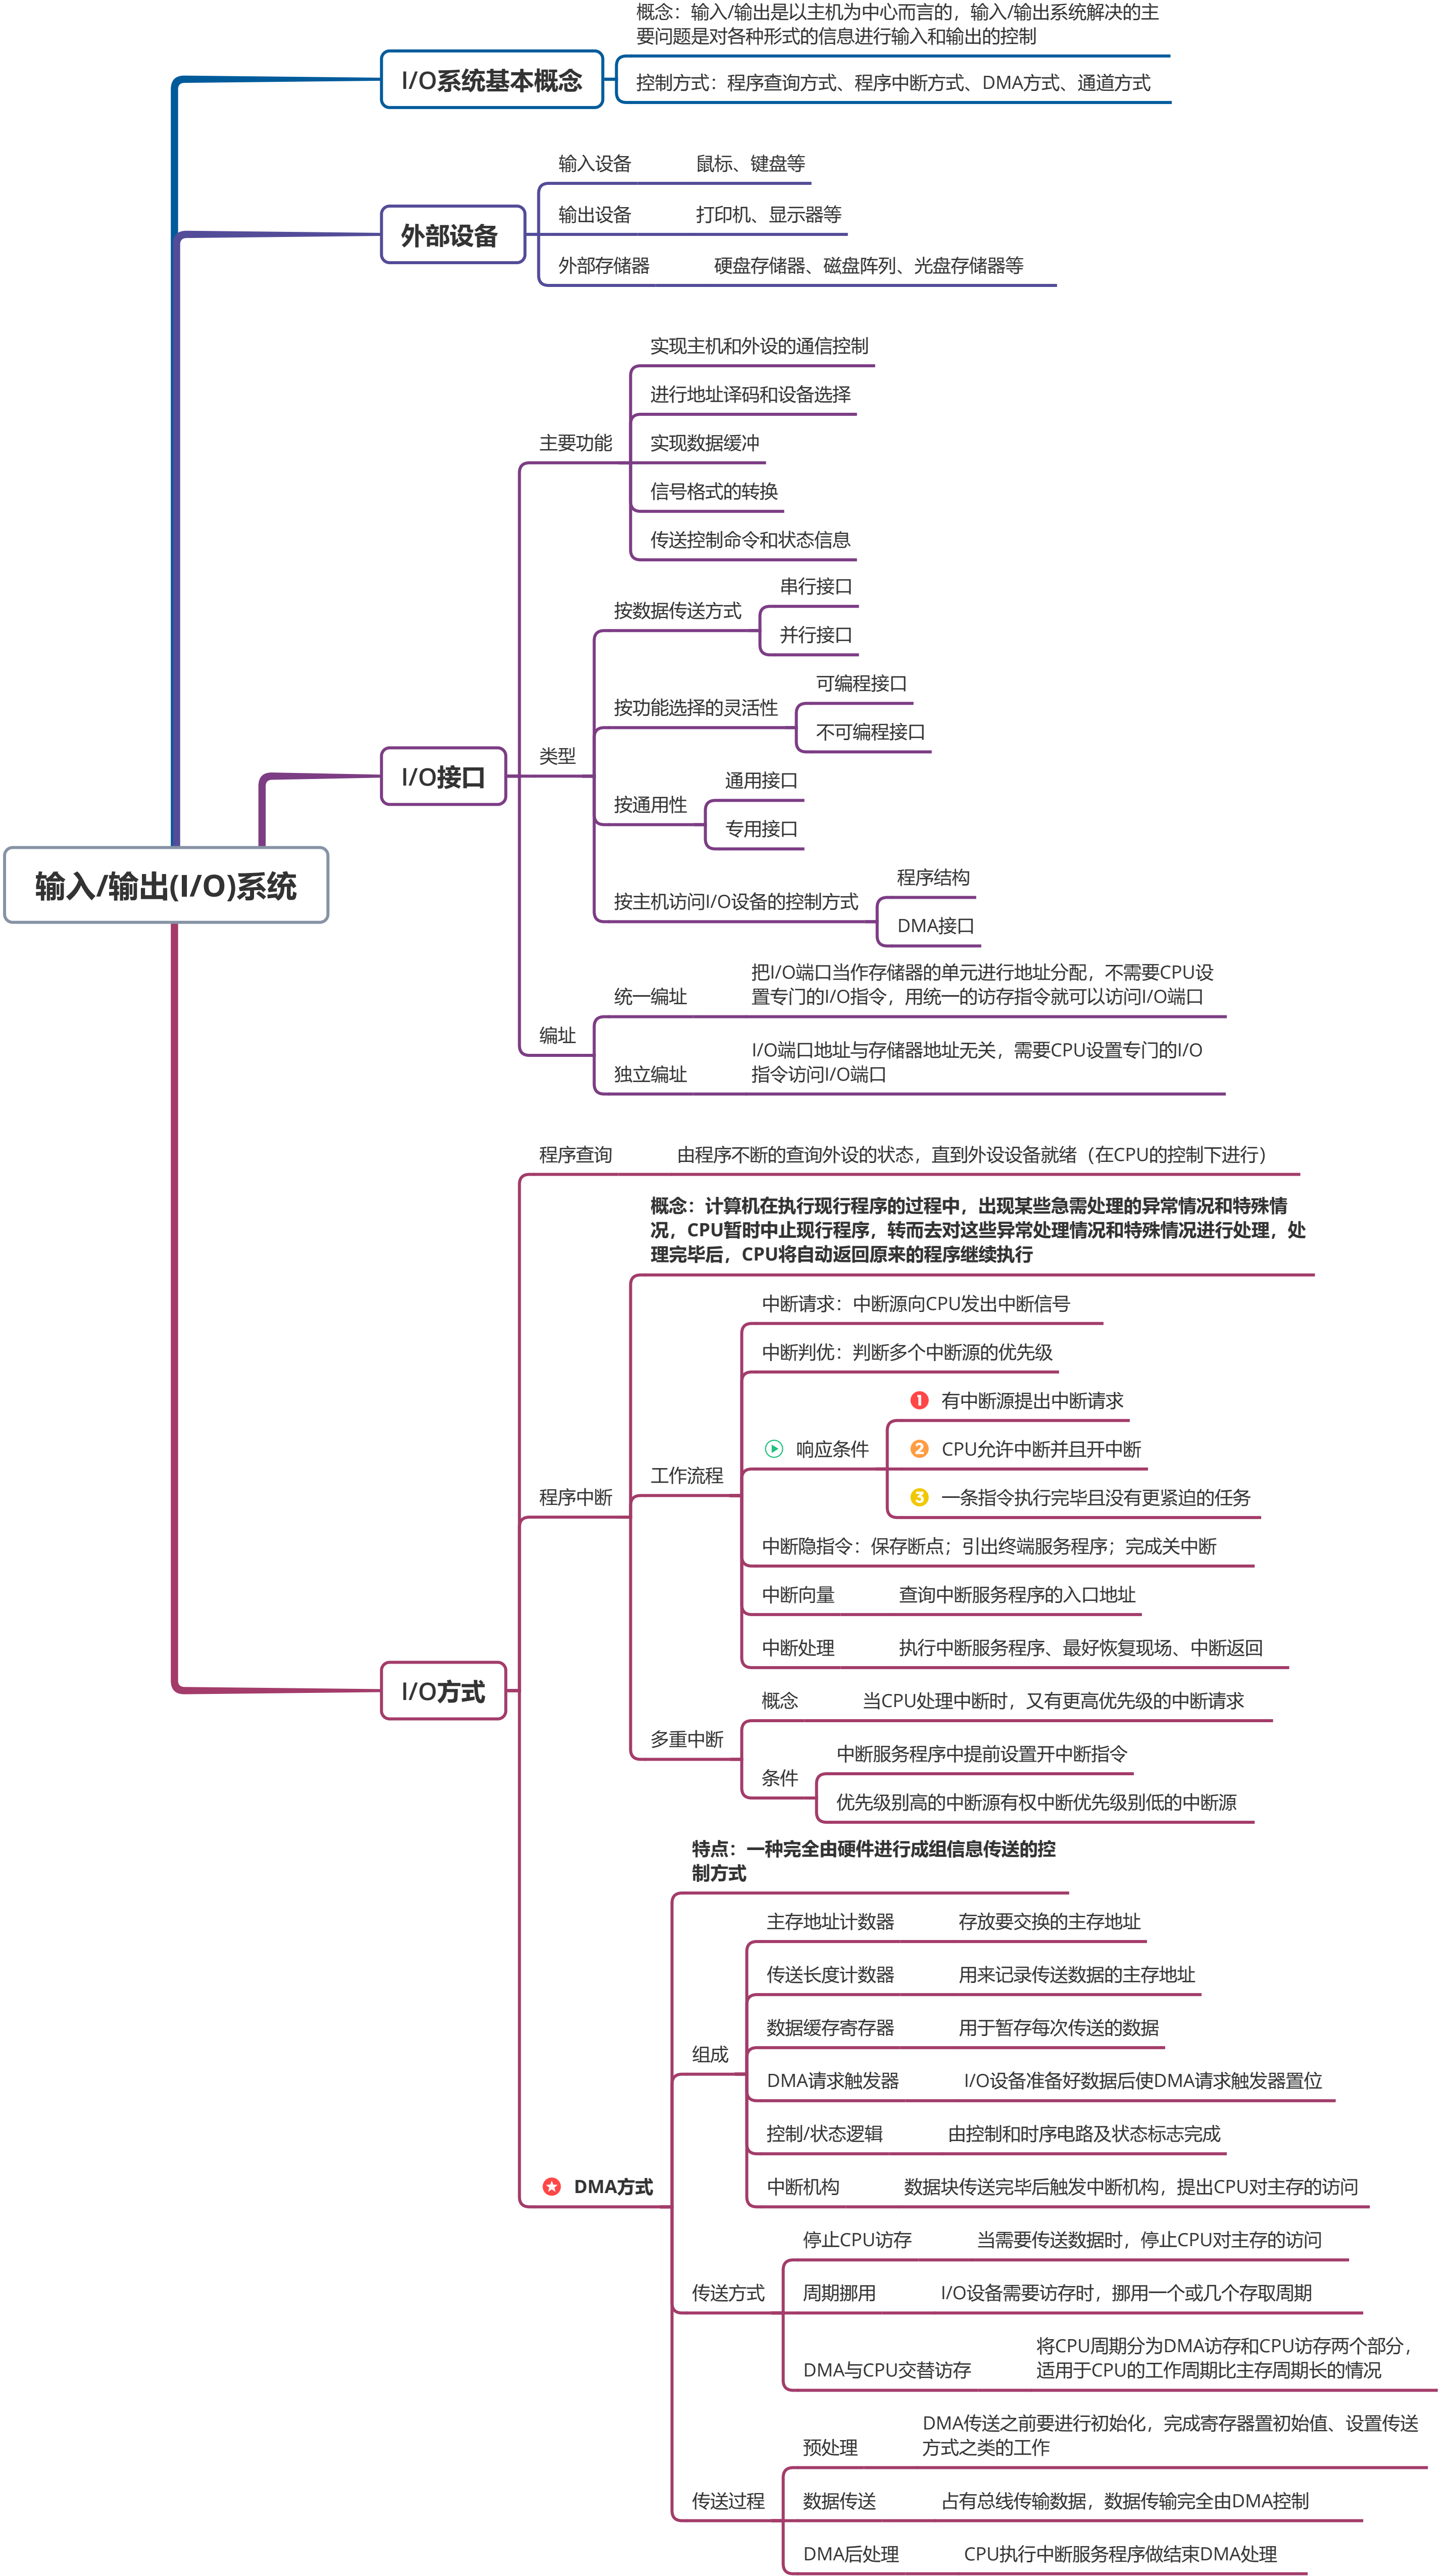 输入/输出(I/O)系统
I/O系统基本概念
概念：输入/输出是以主机为中心而言的，输入/输出系统解决的主
要问题是对各种形式的信息进行输入和输出的控制
控制方式：程序查询方式、程序中断方式、DMA方式、通道方式
外部设备
输入设备
鼠标、键盘等
输出设备
打印机、显示器等
外部存储器
硬盘存储器、磁盘阵列、光盘存储器等
I/O接口
主要功能
实现主机和外设的通信控制
进行地址译码和设备选择
实现数据缓冲
信号格式的转换
传送控制命令和状态信息
类型
按数据传送方式
串行接口
并行接口
按功能选择的灵活性
可编程接口
不可编程接口
按通用性
通用接口
专用接口
按主机访问I/O设备的控制方式
程序结构
DMA接口
编址
统一编址
把I/O端口当作存储器的单元进行地址分配，不需要CPU设
置专门的I/O指令，用统一的访存指令就可以访问I/O端口
独立编址
I/O端口地址与存储器地址无关，需要CPU设置专门的I/O
指令访问I/O端口
I/O方式
程序查询
由程序不断的查询外设的状态，直到外设设备就绪（在CPU的控制下进行）
程序中断
概念：计算机在执行现行程序的过程中，出现某些急需处理的异常情况和特殊情
况，CPU暂时中止现行程序，转而去对这些异常处理情况和特殊情况进行处理，处
理完毕后，CPU将自动返回原来的程序继续执行
工作流程
中断请求：中断源向CPU发出中断信号
中断判优：判断多个中断源的优先级
响应条件
1 有中断源提出中断请求
2 CPU允许中断并且开中断
3 一条指令执行完毕且没有更紧迫的任务
中断隐指令：保存断点；引出终端服务程序；完成关中断
中断向量
查询中断服务程序的入口地址
中断处理
执行中断服务程序、最好恢复现场、中断返回
多重中断
概念
当CPU处理中断时，又有更高优先级的中断请求
条件
中断服务程序中提前设置开中断指令
优先级别高的中断源有权中断优先级别低的中断源
DMA方式
特点：一种完全由硬件进行成组信息传送的控
制方式
组成
主存地址计数器
存放要交换的主存地址
传送长度计数器
用来记录传送数据的主存地址
数据缓存寄存器
用于暂存每次传送的数据
DMA请求触发器
I/O设备准备好数据后使DMA请求触发器置位
控制/状态逻辑
由控制和时序电路及状态标志完成
中断机构
数据块传送完毕后触发中断机构，提出CPU对主存的访问
传送方式
停止CPU访存
当需要传送数据时，停止CPU对主存的访问
周期挪用
I/O设备需要访存时，挪用一个或几个存取周期
DMA与CPU交替访存
将CPU周期分为DMA访存和CPU访存两个部分，
适用于CPU的工作周期比主存周期长的情况
传送过程
预处理
DMA传送之前要进行初始化，完成寄存器置初始值、设置传送
方式之类的工作
数据传送
占有总线传输数据，数据传输完全由DMA控制
DMA后处理
CPU执行中断服务程序做结束DMA处理